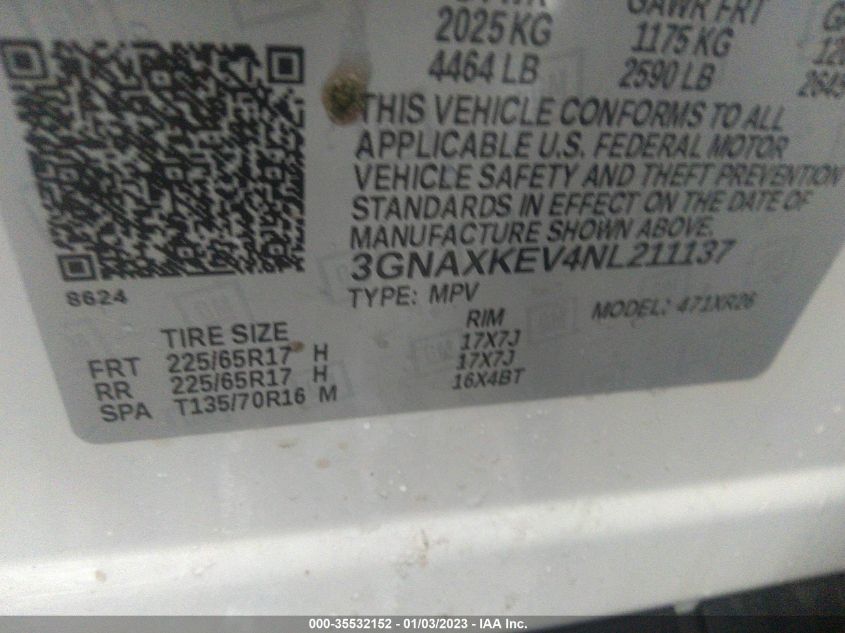 2025 KG
4464 LB
GAWR FRT
1175 KG
2590 LB
THIS VEHICLE CONFORMS TO ALL
APPLICABLE U.S. FEDERAL MOTOR
VEHICLE SAFETY AND THEFT PREVENTION
STANDARDS IN EFFECT ON THE DATE OF
MANUFACTURE SHOWN ABOVE.
3GNAXKEV4NL211137
TYPE: MPV MODEL: 471XR26
8624
TIRE SIZE RIM
FRT 225/65R17 H 17X7J
RR 225/65R17 H 17X7J
SPA T135/70R16 M 16X4BT
000-35532152 - 01/03/2023 - © IAA Inc.